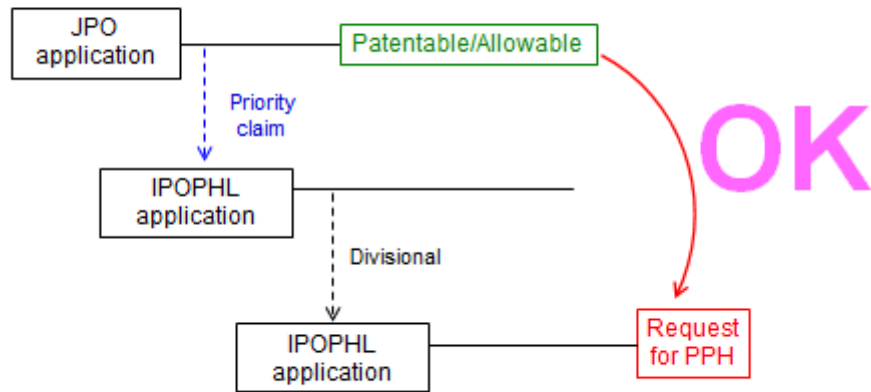 JPO
application
Patentable/Allowable
Priority
claim
OK
IPOPHL
application
Divisional
IPOPHL
application
Request
for PPH